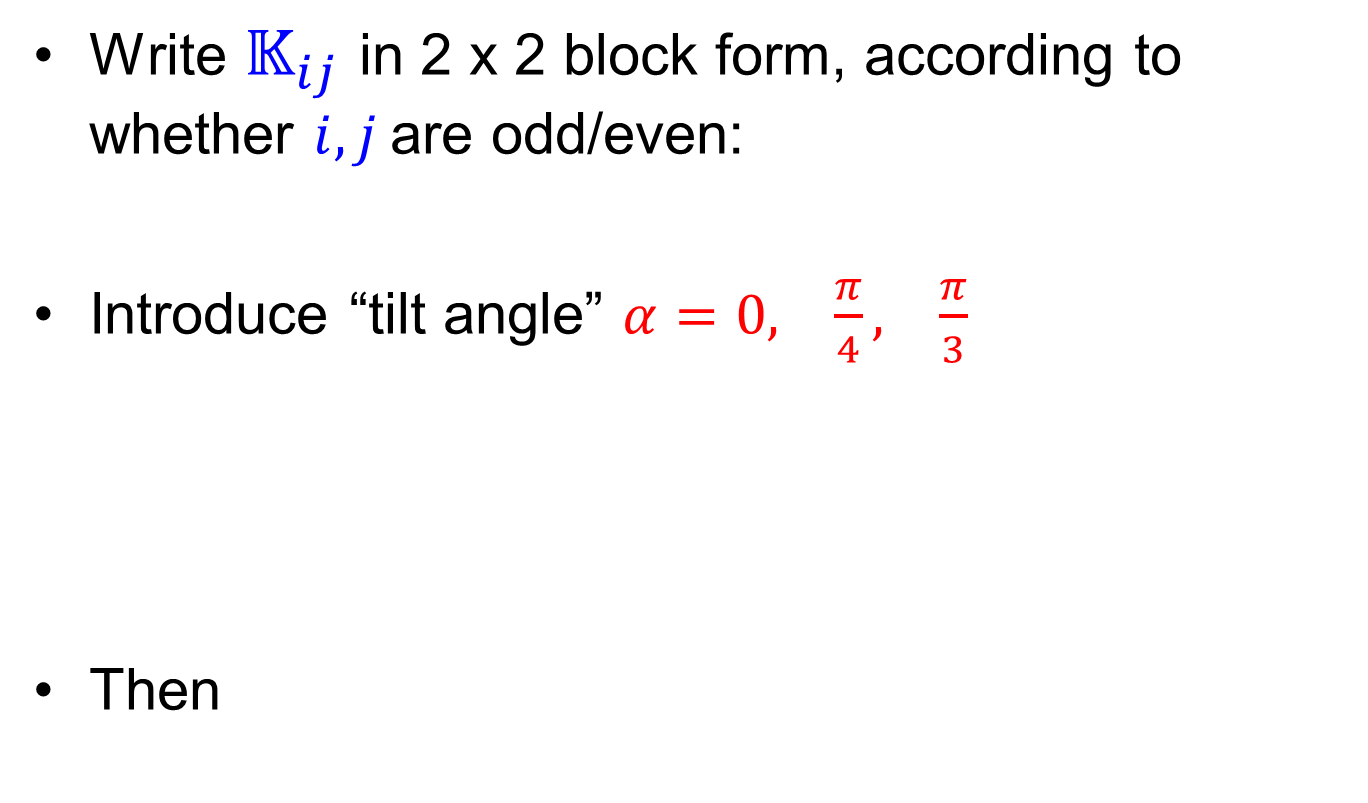 • Write 𝕂ᵢⱼ in 2 x 2 block form, according to
whether i, j are odd/even:
• Introduce “tilt angle” α = 0, π/4, π/3
• Then